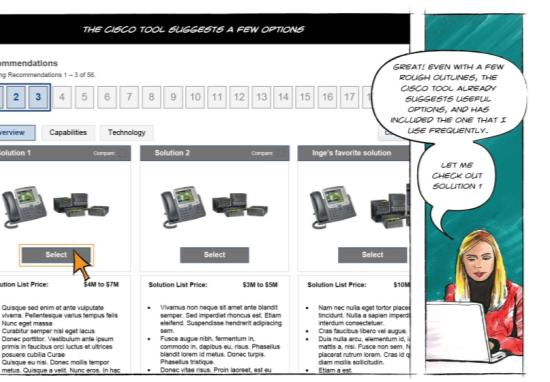 THE CISCO TOOL SUGGESTS A FEW OPTIONS
ommendations
ng Recommendations 1 – 3 of 56.
2 3 4 5 6 7 8 9 10 11 12 13 14 15 16 17
verview Capabilities Technology
Solution 1 Compare:
Solution 2 Compare:
Inge's favorite solution
Select
Select
Select
ution List Price: $4M to $7M
Solution List Price: $3M to $5M
Solution List Price: $10M
Quisque sed enim et ante vulputate
viverra. Pellentesque varius tempus felis
Nunc eget massa
Curabitur semper nisl eget lacus
Donec porttitor. Vestibulum ante ipsum
primis in faucibus orci luctus et ultrices
posuere cubilia Curae
Quisque eu nisi. Donec mollis tempor
metus. Quisque a velit. Nunc eros. In hac
• Vivamus non neque sit amet ante blandit
semper. Sed imperdiet rhoncus est. Etiam
eleifend. Suspendisse hendrerit adipiscing
sem.
• Fusce augue nibh, fermentum in,
commodo in, dapibus eu, risus. Phasellus
blandit lorem id metus. Donec turpis.
Phasellus tristique.
• Donec vitae risus. Proin laoreet, est eu
• Nam nec nulla eget tortor placer
tincidunt. Nulla a sapien imperdi
interdum consectetuer.
• Cras faucibus libero vel augue.
• Duis nulla arcu, elementum id, i
mattis a, nisi. Fusce non sem. N
placerat rutrum lorem. Cras id q
diam mollis sollicitudin.
• Etiam a est.
GREAT! EVEN WITH A FEW
ROUGH OUTLINES, THE
CISCO TOOL ALREADY
SUGGESTS USEFUL
OPTIONS, AND HAS
INCLUDED THE ONE THAT I
USE FREQUENTLY.
LET ME
CHECK OUT
SOLUTION 1